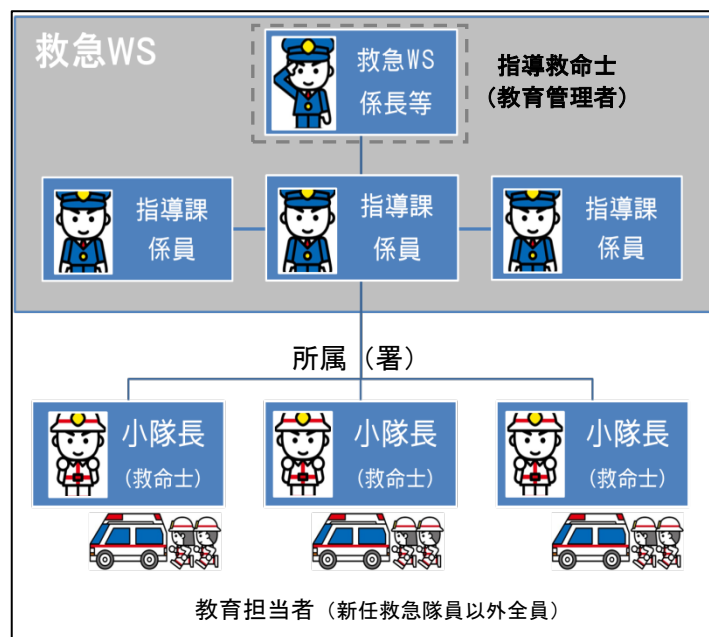 救急WS
救急WS
係長等
指導救命士
（教育管理者）
指導課
係員
指導課
係員
指導課
係員
所属（署）
小隊長
（救命士）
小隊長
（救命士）
小隊長
（救命士）
教育担当者（新任救急隊員以外全員）